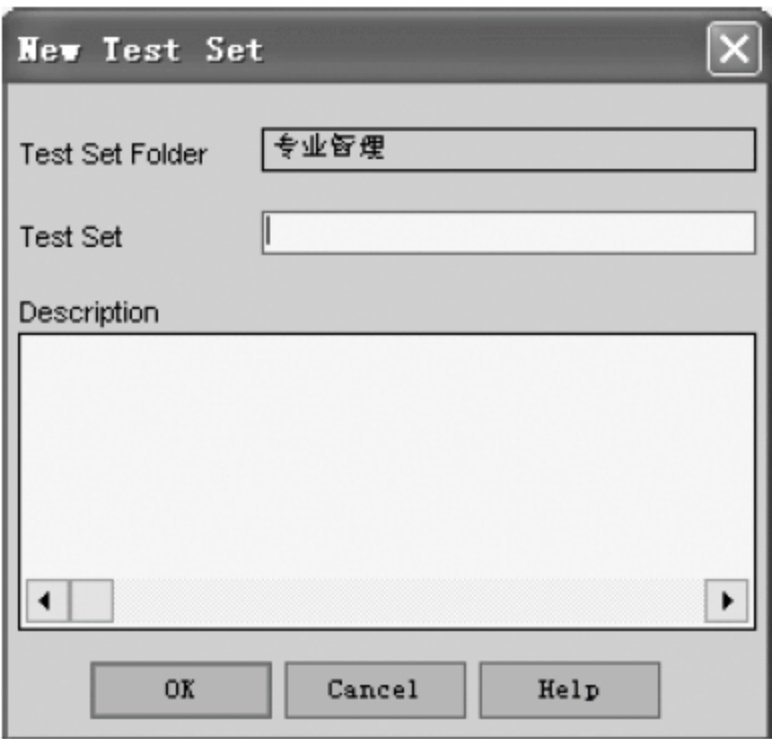 New Test Set
Test Set Folder 专业管理
Test Set
Description
OK Cancel Help